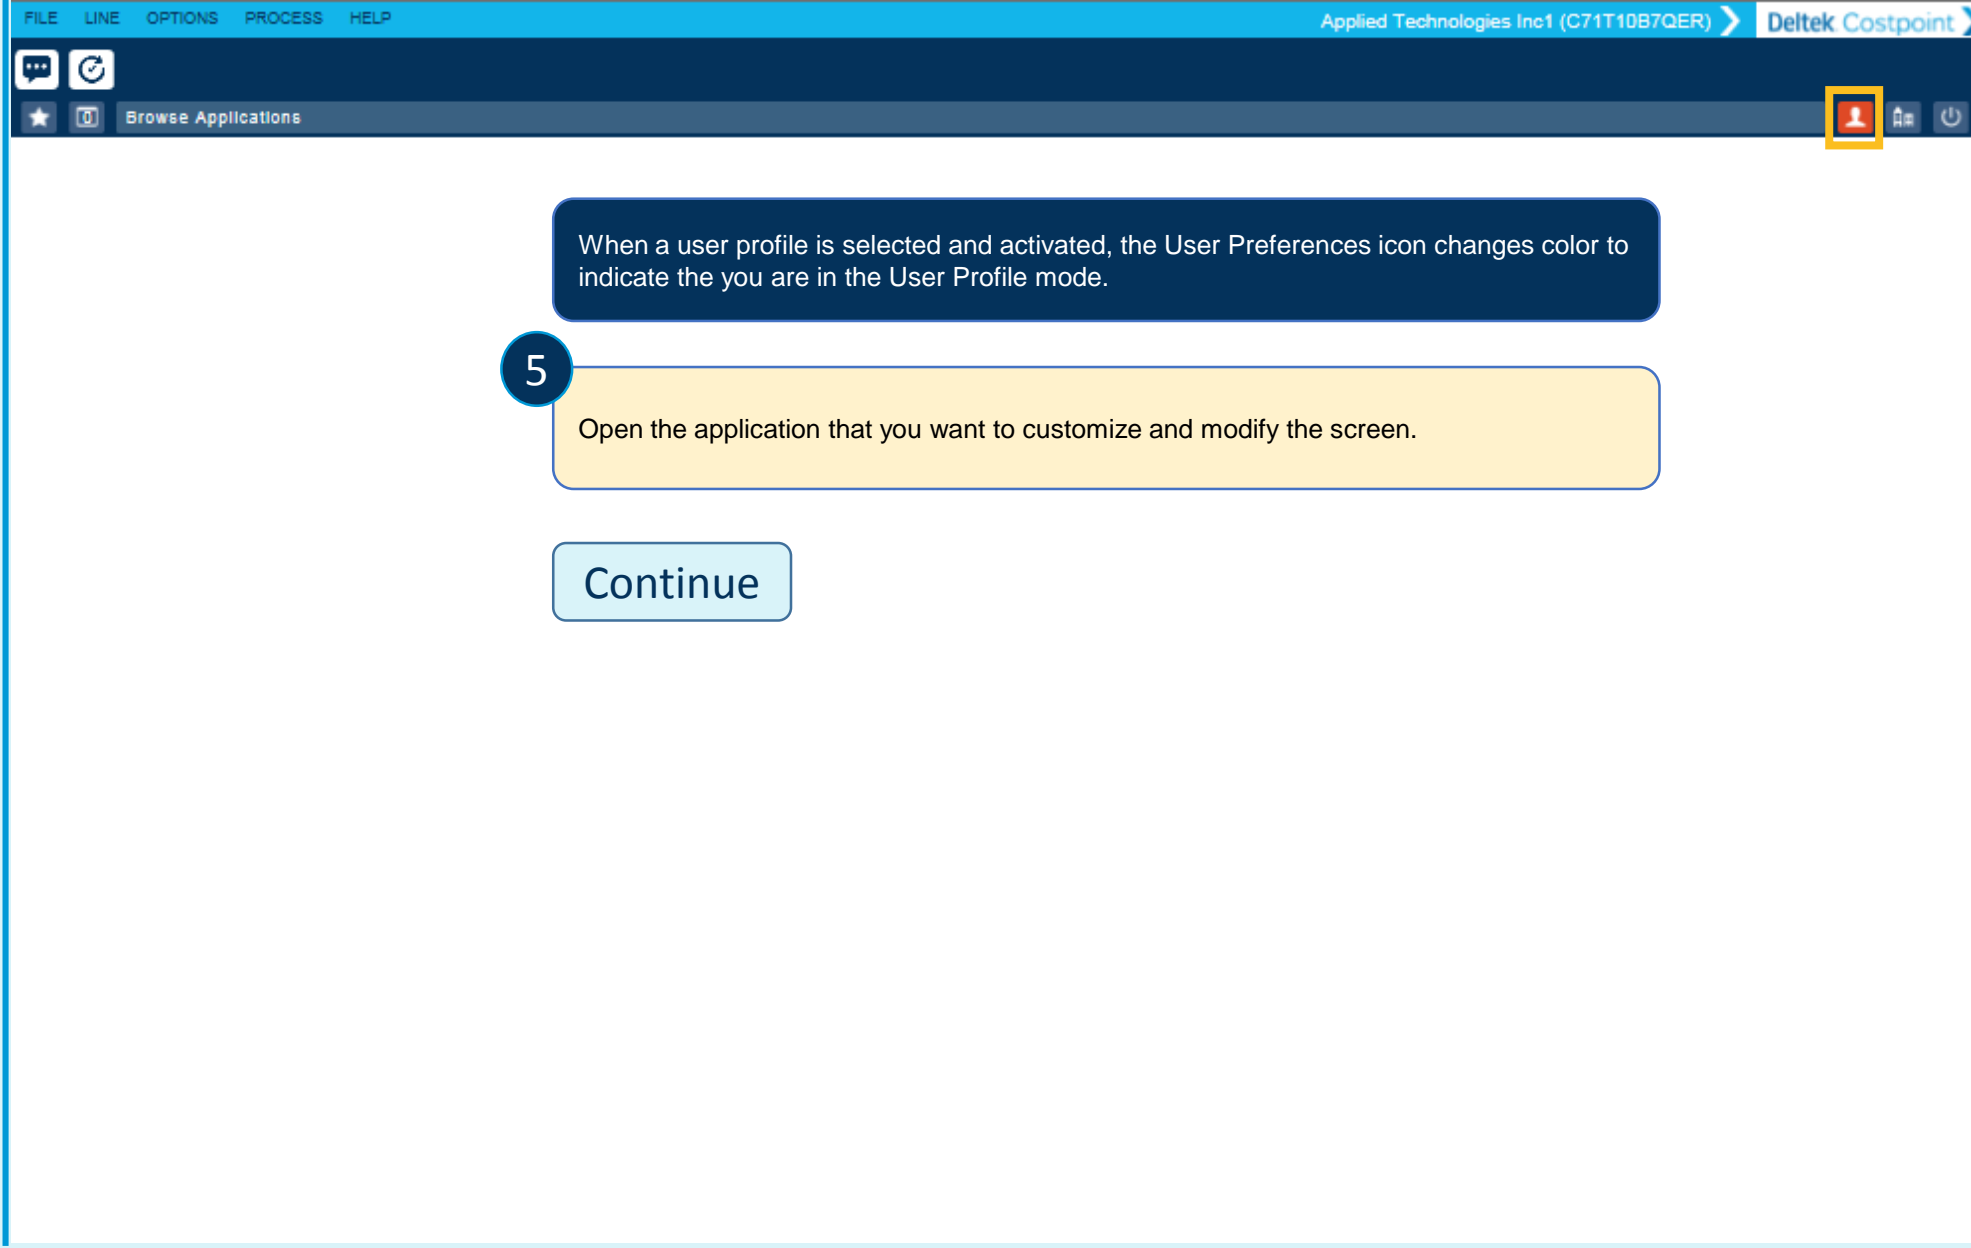 FILE LINE OPTIONS PROCESS HELP Applied Technologies Inc1 (C71T10B7QER) Deltek Costpoint
Browse Applications
When a user profile is selected and activated, the User Preferences icon changes color to
indicate the you are in the User Profile mode.
5
Open the application that you want to customize and modify the screen.
Continue